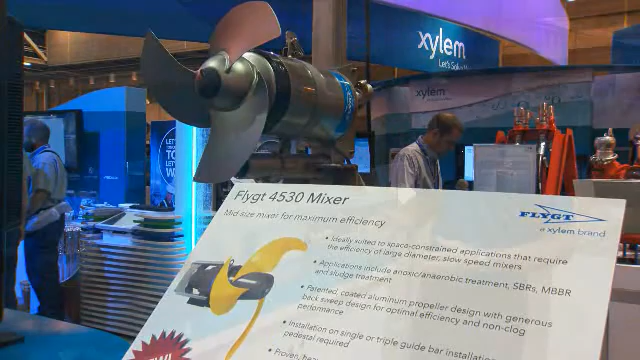 xylem
Let's Solve
xylem
Flygt 4530 Mixer
Mid-size mixer for maximum efficiency
FLYGT
a xylem brand
• Ideally suited to space-constrained applications that require
the efficiency of large diameter, slow speed mixers
• Applications include anoxic/anaerobic treatment, SBRs, MBBR
and sludge treatment
• Patented, coated aluminum propeller design with generous
back sweep design for optimal efficiency and non-clog
performance
• Installation on single or triple guide bar installation
pedestal required
• Proven,
NEW!